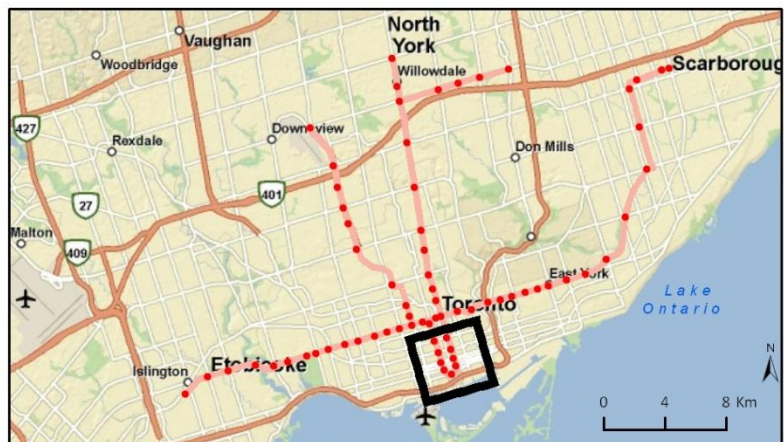 North
York
Vaughan
Woodbridge
Willowdale
Scarboroug
427
Downsview
Rexdale
Don Mills
401
27
Malton
409
East York
Lake
Ontario
Toronto
N
Etobicoke
Islington
0 4 8 Km